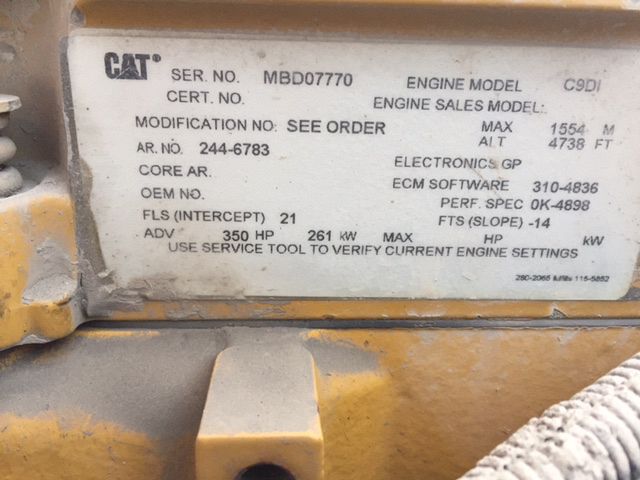 CAT® SER. NO. MBD07770 ENGINE MODEL C9DI
CERT. NO. ENGINE SALES MODEL:
MODIFICATION NO: SEE ORDER MAX 1554 M
ALT 4738 FT
AR. NO. 244-6783
ELECTRONICS GP
CORE AR.
ECM SOFTWARE 310-4836
OEM NO.
PERF. SPEC 0K-4898
FLS (INTERCEPT) 21 FTS (SLOPE) -14
ADV 350 HP 261 kW MAX HP kW
USE SERVICE TOOL TO VERIFY CURRENT ENGINE SETTINGS